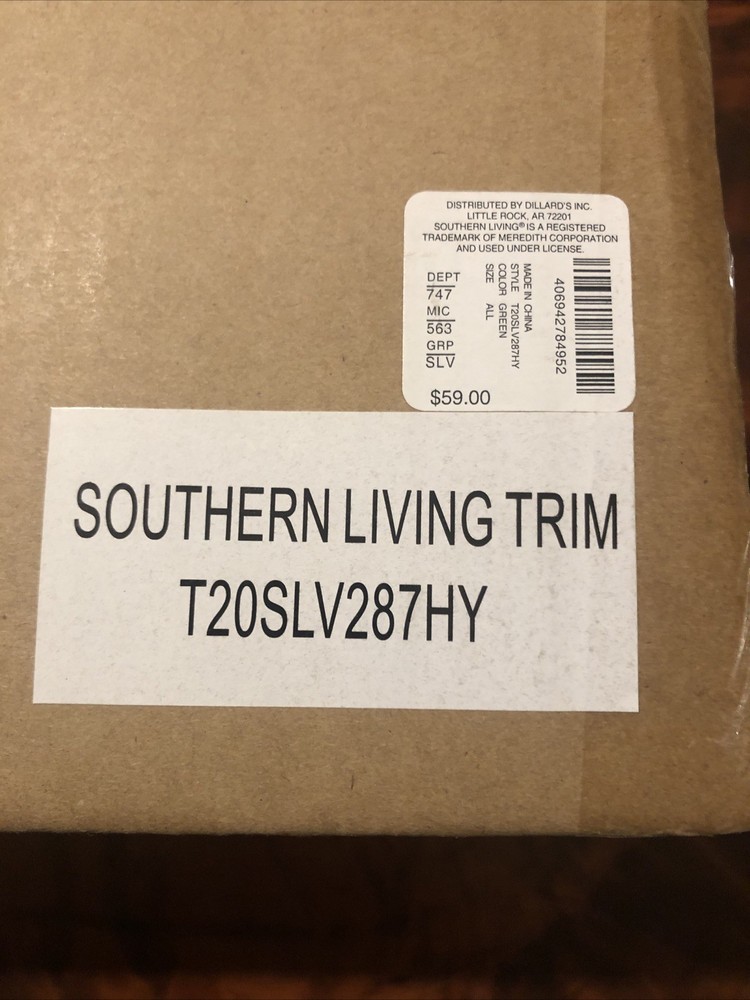 DISTRIBUTED BY DILLARD'S INC.
LITTLE ROCK, AR 72201
SOUTHERN LIVING® IS A REGISTERED
TRADEMARK OF MEREDITH CORPORATION
AND USED UNDER LICENSE.
DEPT
747
MIC
563
GRP
SLV
MADE IN CHINA
STYLE T20SLV287HY
COLOR GREEN
SIZE ALL
406942784952
$59.00
SOUTHERN LIVING TRIM
T20SLV287HY